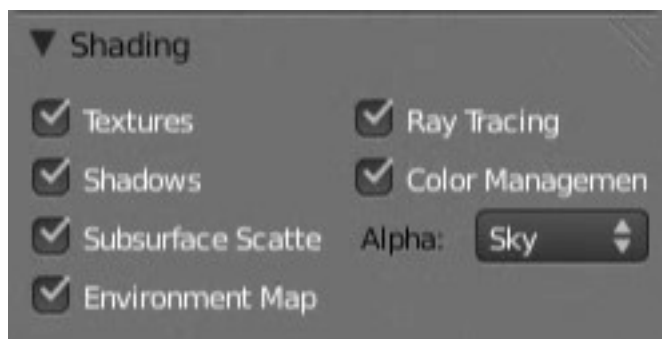 Shading
Textures
Ray Tracing
Shadows
Color Managemen
Subsurface Scatte
Alpha: Sky
Environment Map